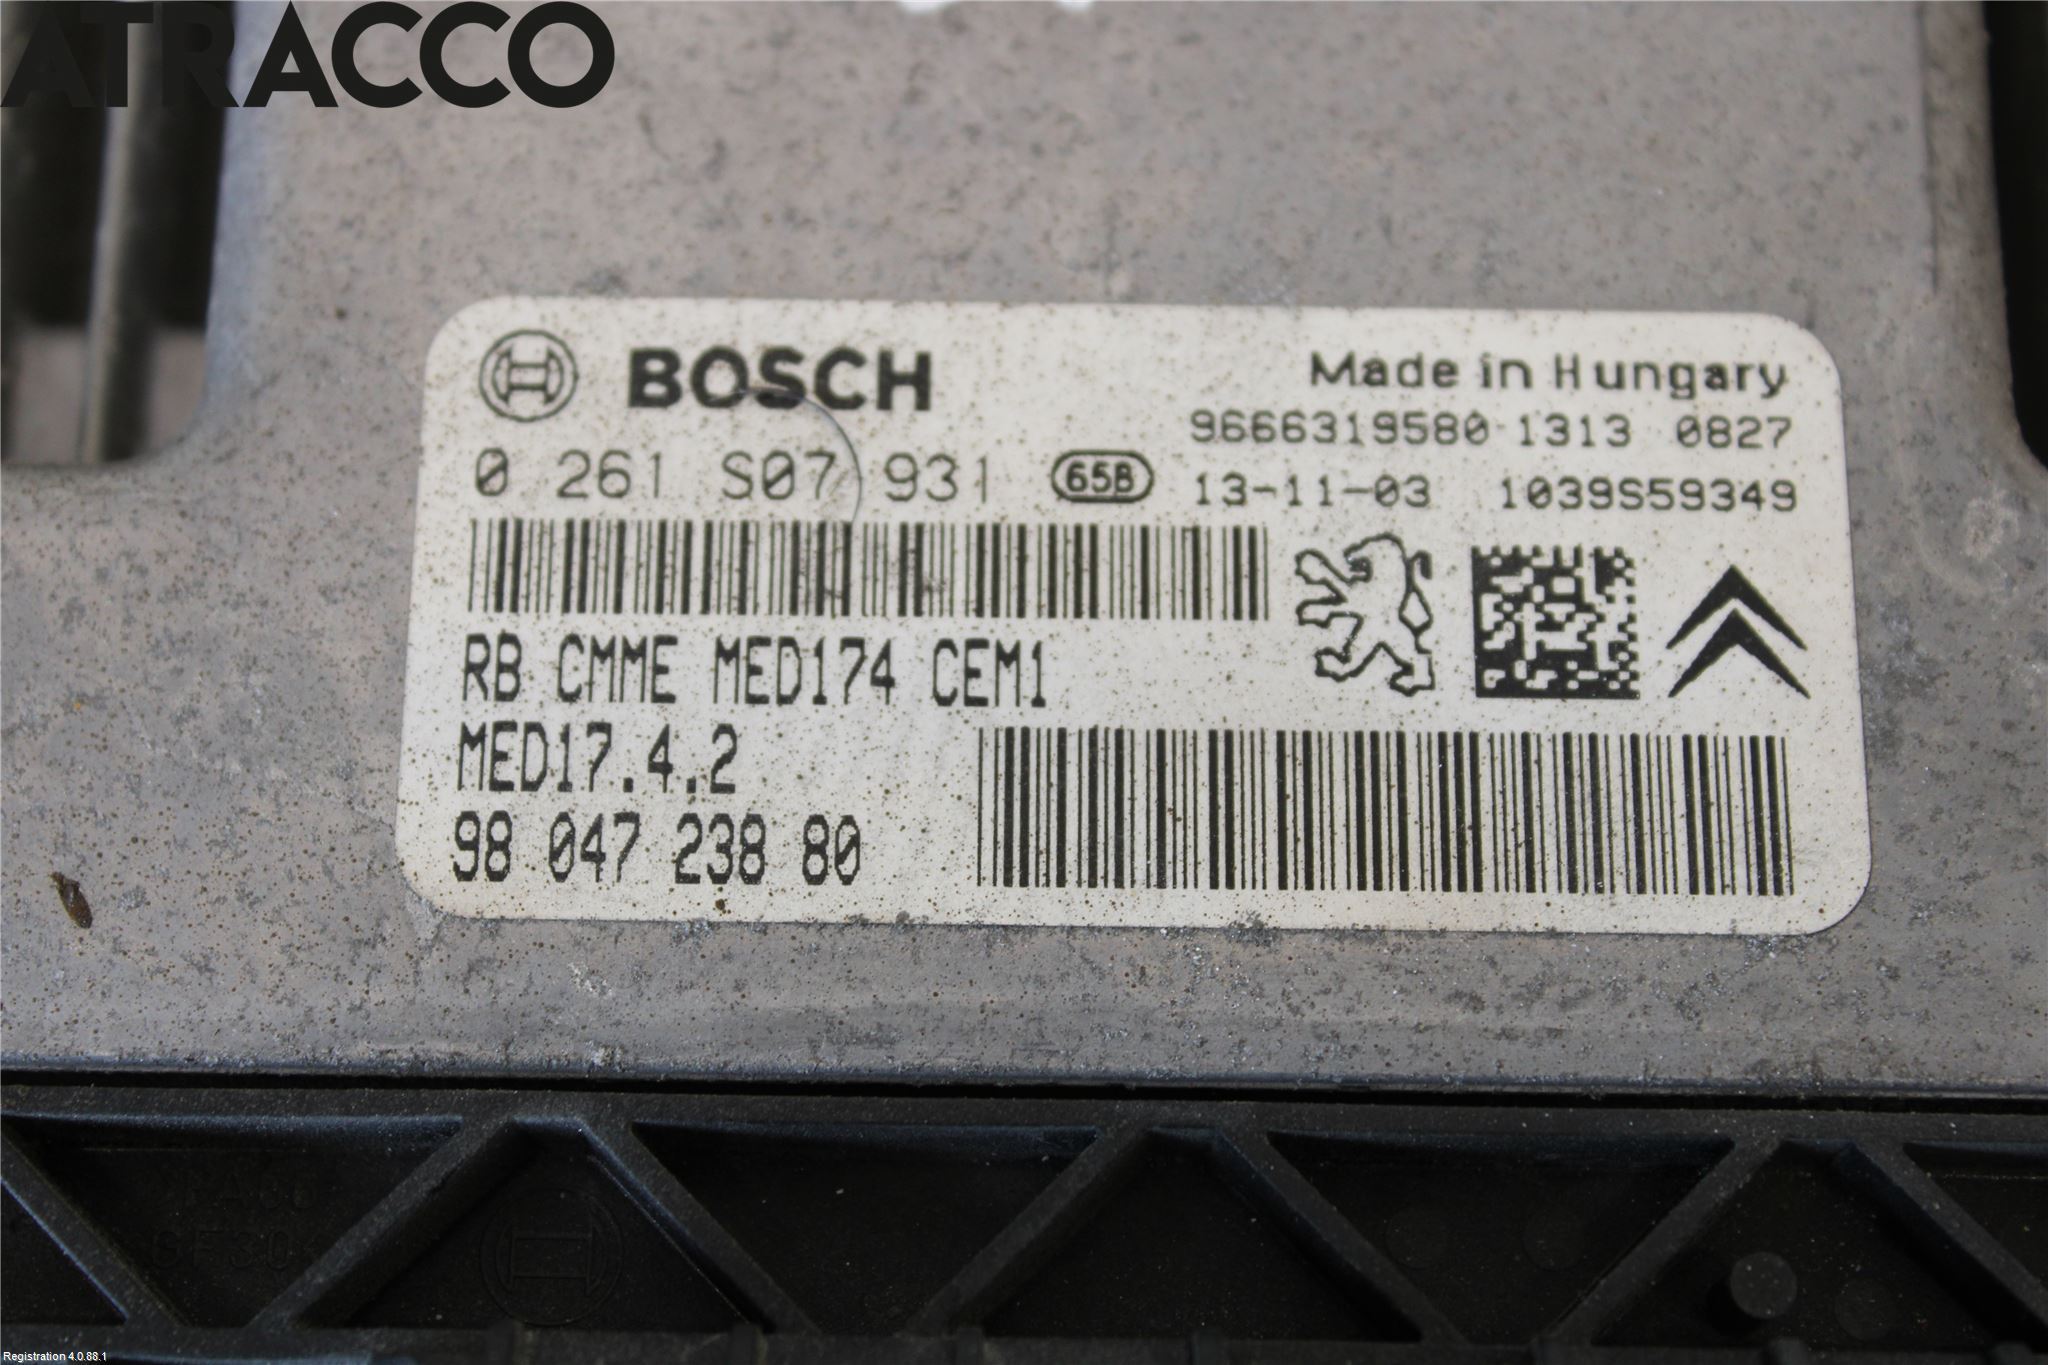 ATRACCO
BOSCH
Made in Hungary
9666319580 1313 0827
0 261 S07 931 65B
13-11-03 1039S59349
RB CMME MED174 CEM1
MED17.4.2
98 047 238 80
Registration 4.0.88.1